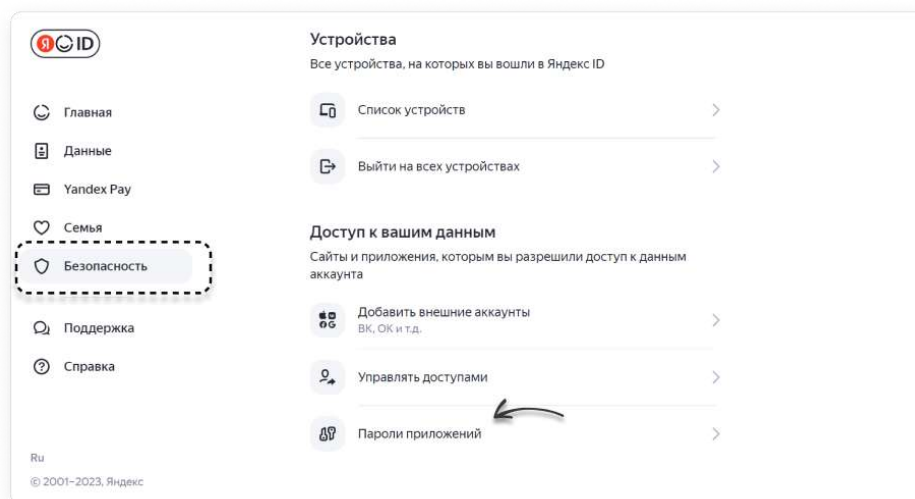 Я ID
Главная
Данные
Yandex Pay
Семья
Безопасность
Поддержка
Справка
Ru
© 2001–2023, Яндекс
Устройства
Все устройства, на которых вы вошли в Яндекс ID
Список устройств
Выйти на всех устройствах
Доступ к вашим данным
Сайты и приложения, которым вы разрешили доступ к данным
аккаунта
Добавить внешние аккаунты
ВК, ОК и т.д.
Управлять доступами
Пароли приложений